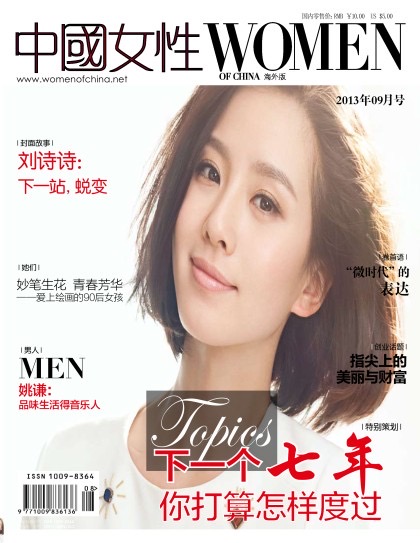 国内零售价: RMB ￥10.00 US $5.00
中國女性 WOMEN
www.womenofchina.net
OF CHINA 海外版
2013年09月号
封面故事
刘诗诗:
下一站, 蜕变
卷首语
“微时代”的
表达
她们
妙笔生花 青春芳华
——爱上绘画的90后女孩
创业话题
指尖上的
美丽与财富
男人
MEN
姚谦:
品味生活得音乐人
特别策划
Topics
下一个七年
你打算怎样度过
ISSN 1009-8364
08>
9771009836136